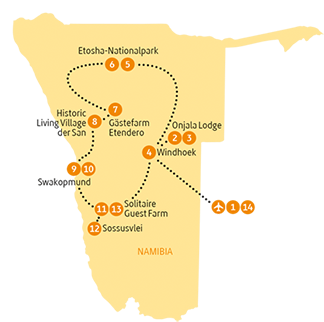 Etosha-Nationalpark
6 5
7
Gästefarm
Etendero
Historic
Living Village
der San
8
Onjala Lodge
2 3
4 Windhoek
9 10
Swakopmund
11 13 Solitaire
Guest Farm
12 Sossusvlei
1 14
NAMIBIA